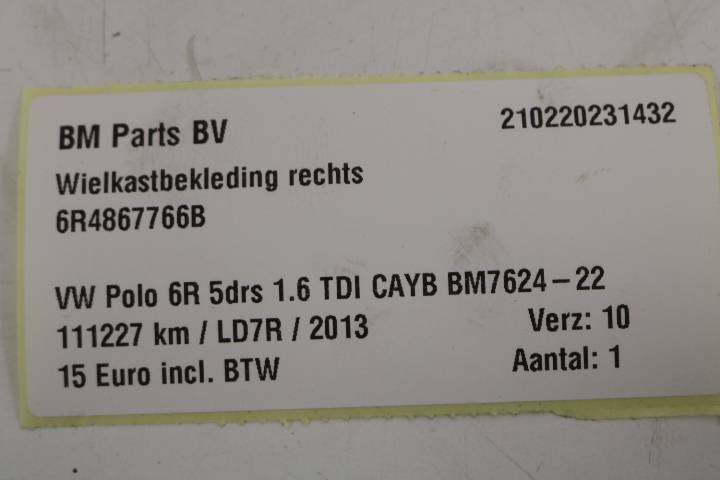 BM Parts BV 210220231432
Wielkastbekleding rechts
6R4867766B
VW Polo 6R 5drs 1.6 TDI CAYB BM7624-22
111227 km / LD7R / 2013 Verz: 10
15 Euro incl. BTW Aantal: 1